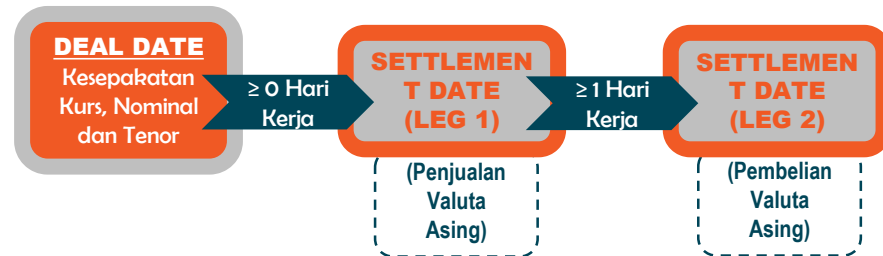 DEAL DATE
Kesepakatan
Kurs, Nominal
dan Tenor
≥ 0 Hari
Kerja
SETTLEMEN
T DATE
(LEG 1)
(Penjualan
Valuta
Asing)
≥ 1 Hari
Kerja
SETTLEMEN
T DATE
(LEG 2)
(Pembelian
Valuta
Asing)